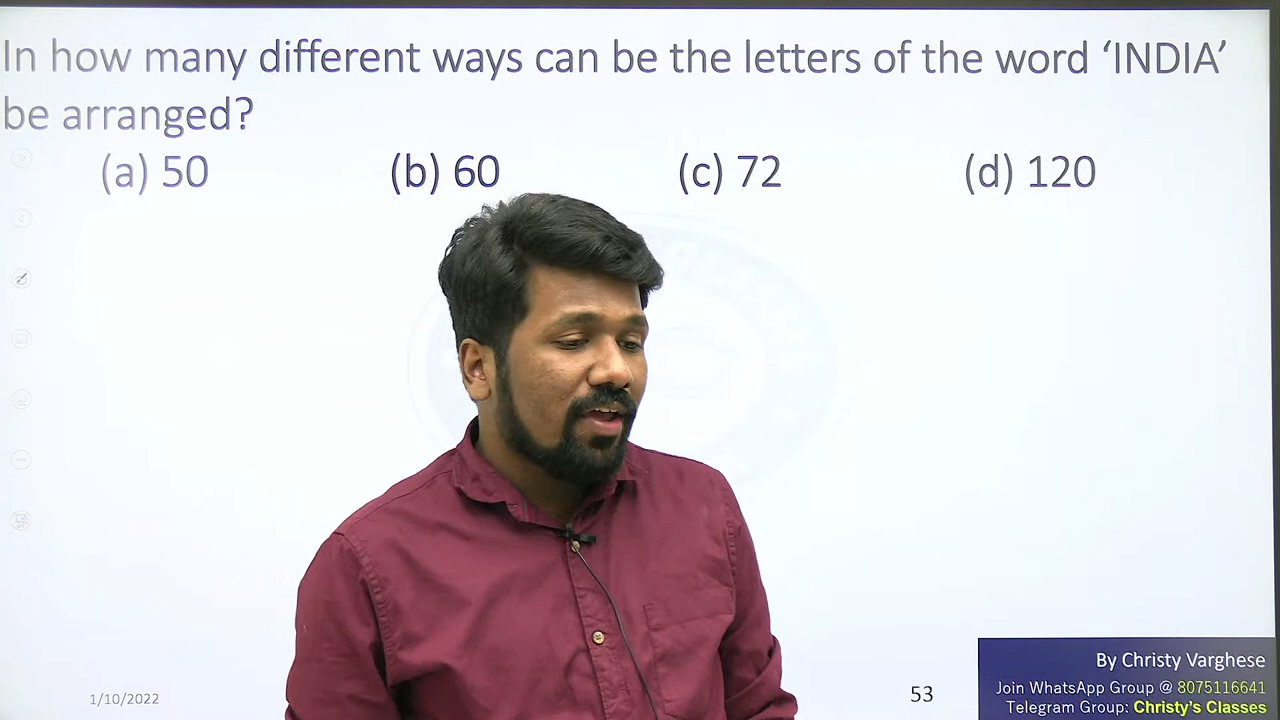 In how many different ways can be the letters of the word ‘INDIA’
be arranged?
(a) 50 (b) 60 (c) 72 (d) 120
1/10/2022
53
By Christy Varghese
Join WhatsApp Group @ 8075116641
Telegram Group: Christy's Classes